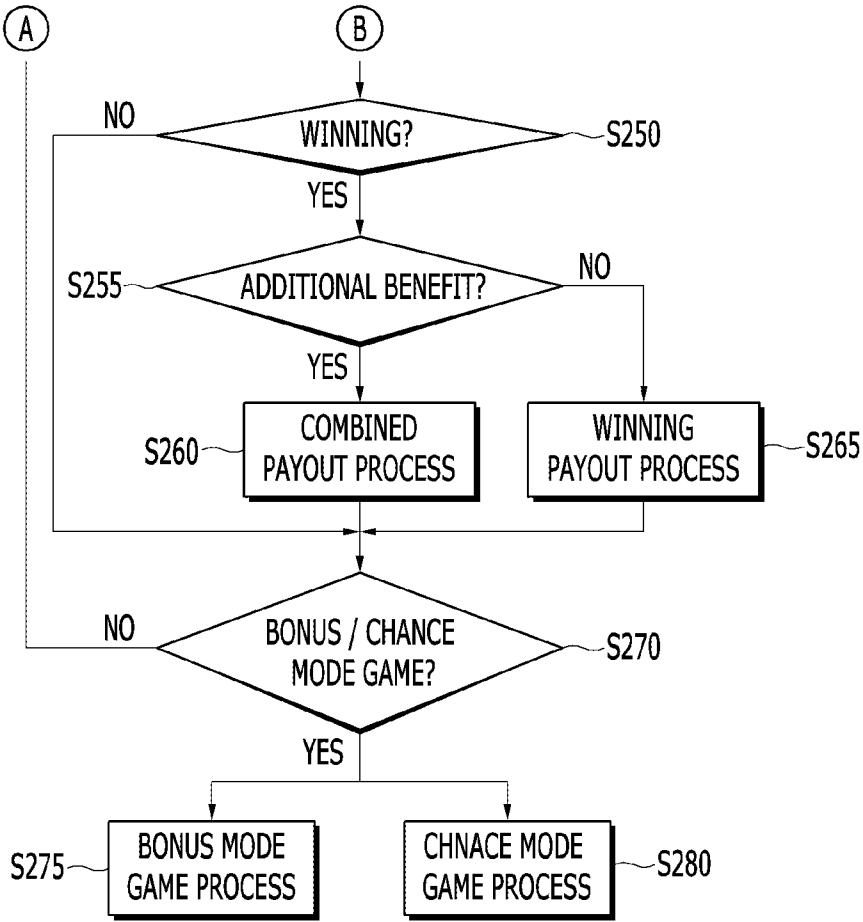 A
B
NO
WINNING?
S250
YES
S255
ADDITIONAL BENEFIT?
NO
YES
S260
COMBINED
PAYOUT PROCESS
WINNING
PAYOUT PROCESS
S265
NO
BONUS / CHANCE
MODE GAME?
S270
YES
S275
BONUS MODE
GAME PROCESS
CHNACE MODE
GAME PROCESS
S280